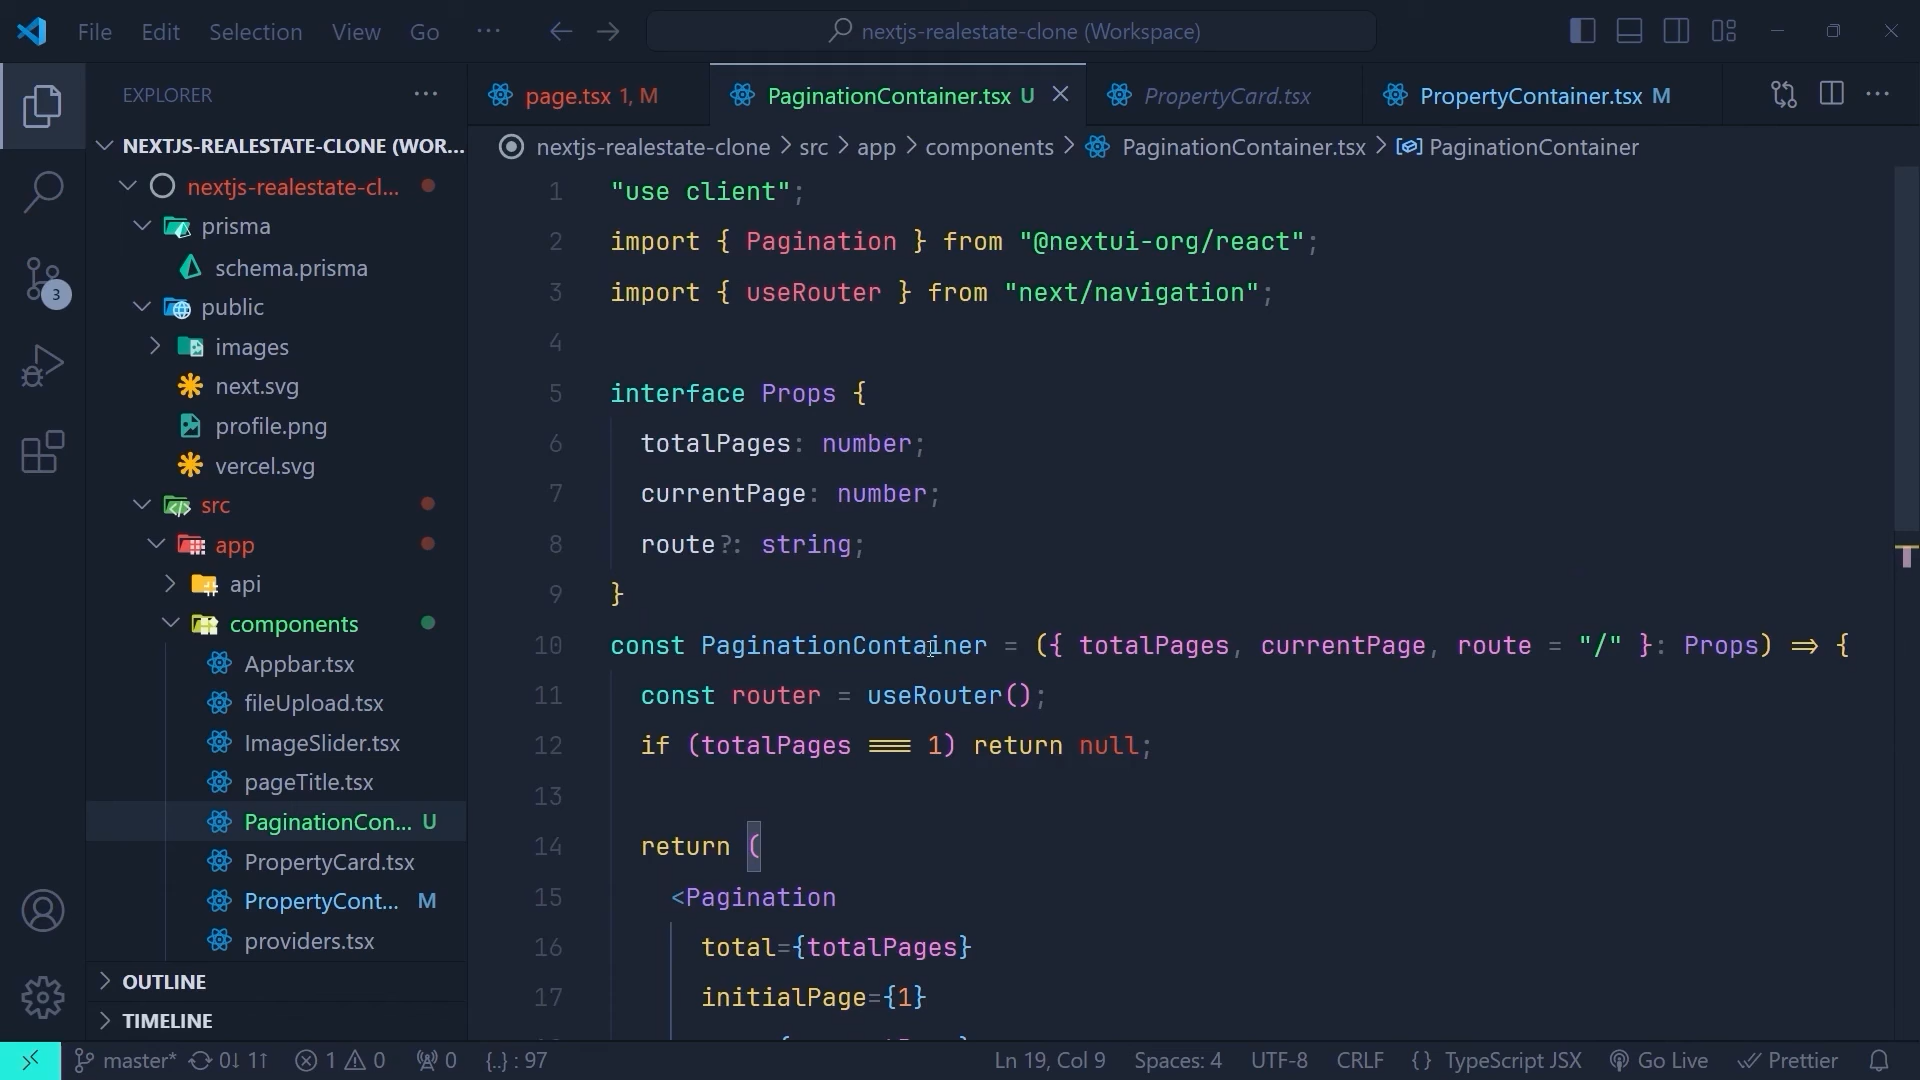 File Edit Selection View Go ··· nextjs-realestate-clone (Workspace)
EXPLORER ···
NEXTJS-REALESTATE-CLONE (WOR...
nextjs-realestate-cl...
prisma
schema.prisma
public
images
next.svg
profile.png
vercel.svg
src
app
api
components
Appbar.tsx
fileUpload.tsx
ImageSlider.tsx
pageTitle.tsx
PaginationCon... U
PropertyCard.tsx
PropertyCont... M
providers.tsx
OUTLINE
TIMELINE
3
page.tsx 1, M PaginationContainer.tsx U PropertyCard.tsx PropertyContainer.tsx M
nextjs-realestate-clone > src > app > components > PaginationContainer.tsx > PaginationContainer
1 "use client";
2 import { Pagination } from "@nextui-org/react";
3 import { useRouter } from "next/navigation";
4
5 interface Props {
6 totalPages: number;
7 currentPage: number;
8 route?: string;
9 }
10 const PaginationContainer = ({ totalPages, currentPage, route = "/" }: Props) => {
11 const router = useRouter();
12 if (totalPages === 1) return null;
13
14 return (
15 <Pagination
16 total={totalPages}
17 initialPage={1}
master* 0↓ 1↑ 1 0 0 {..} : 97 Ln 19, Col 9 Spaces: 4 UTF-8 CRLF {} TypeScript JSX Go Live Prettier